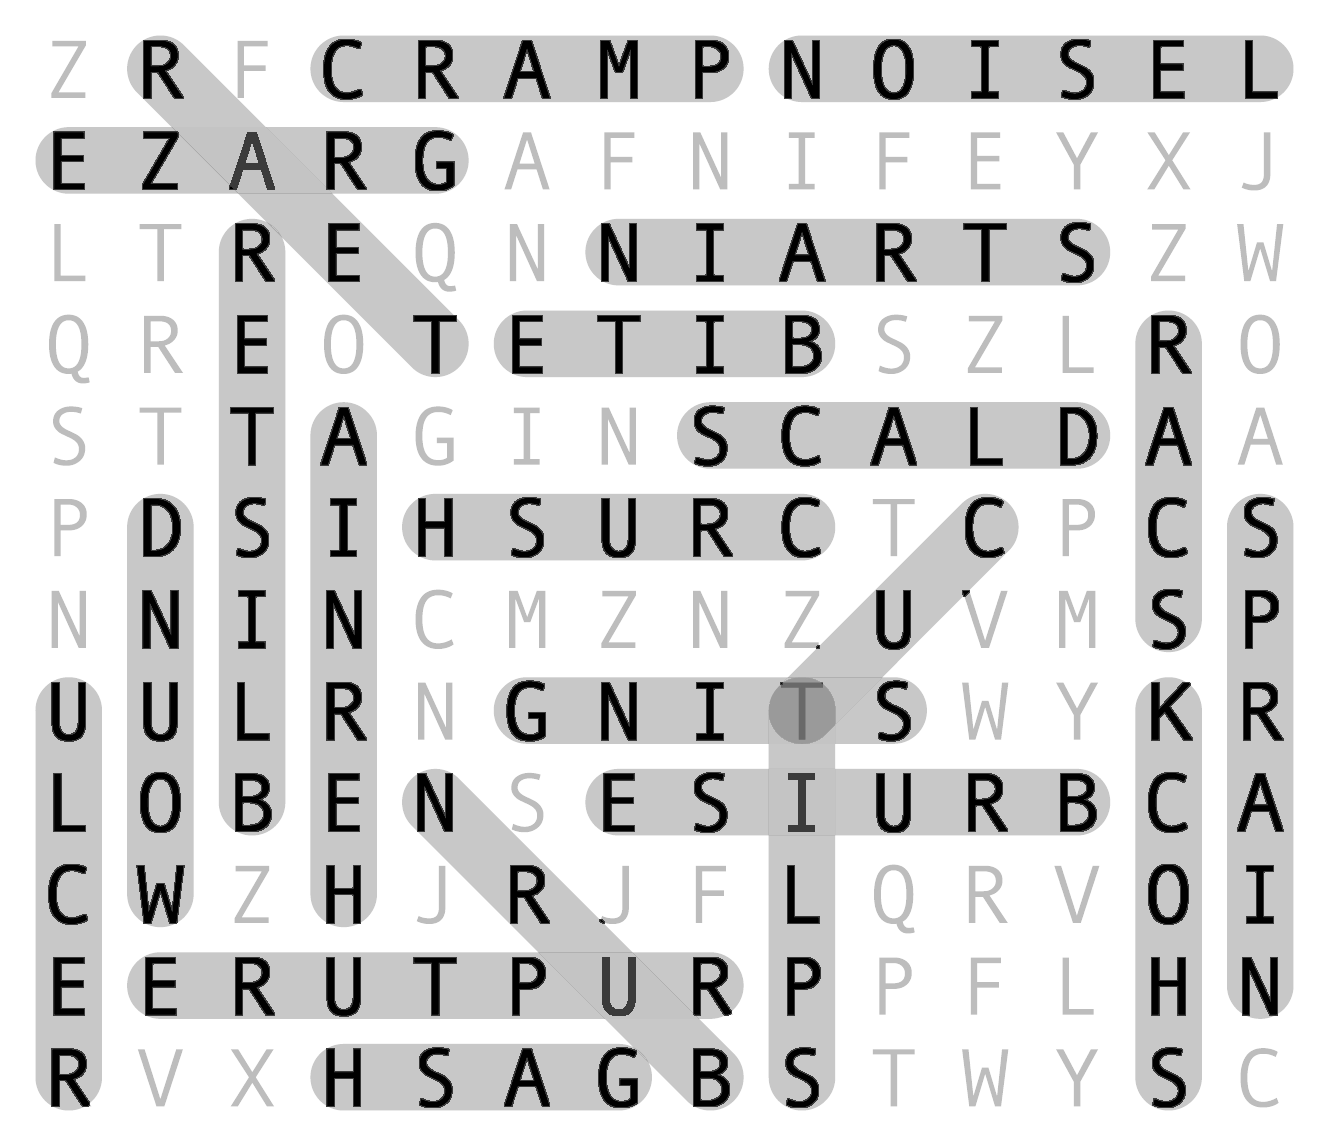 Z R F C R A M P N O I S E L
E Z A R G A F N I F E Y X J
L T R E Q N N I A R T S Z W
Q R E O T E T I B S Z L R O
S T T A G I N S C A L D A A
P D S I H S U R C T C P C S
N N I N C M Z N Z U V M S P
U U L R N G N I T S W Y K R
L O B E N S E S I U R B C A
C W Z H J R J F L Q R V O I
E E R U T P U R P P F L H N
R V X H S A G B S T W Y S C